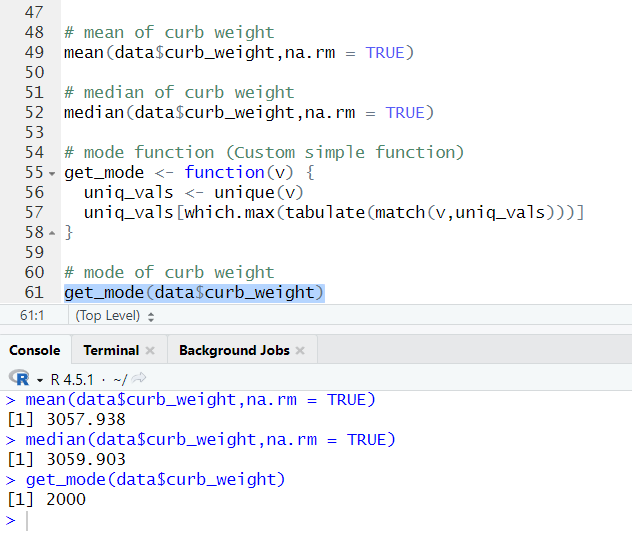 47
48 # mean of curb weight
49 mean(data$curb_weight,na.rm = TRUE)
50
51 # median of curb weight
52 median(data$curb_weight,na.rm = TRUE)
53
54 # mode function (Custom simple function)
55 get_mode <- function(v) {
56   uniq_vals <- unique(v)
57   uniq_vals[which.max(tabulate(match(v,uniq_vals)))]
58 }
59
60 # mode of curb weight
61 get_mode(data$curb_weight)
61:1 (Top Level)
Console Terminal Background Jobs
R R 4.5.1 · ~/
> mean(data$curb_weight,na.rm = TRUE)
[1] 3057.938
> median(data$curb_weight,na.rm = TRUE)
[1] 3059.903
> get_mode(data$curb_weight)
[1] 2000
>